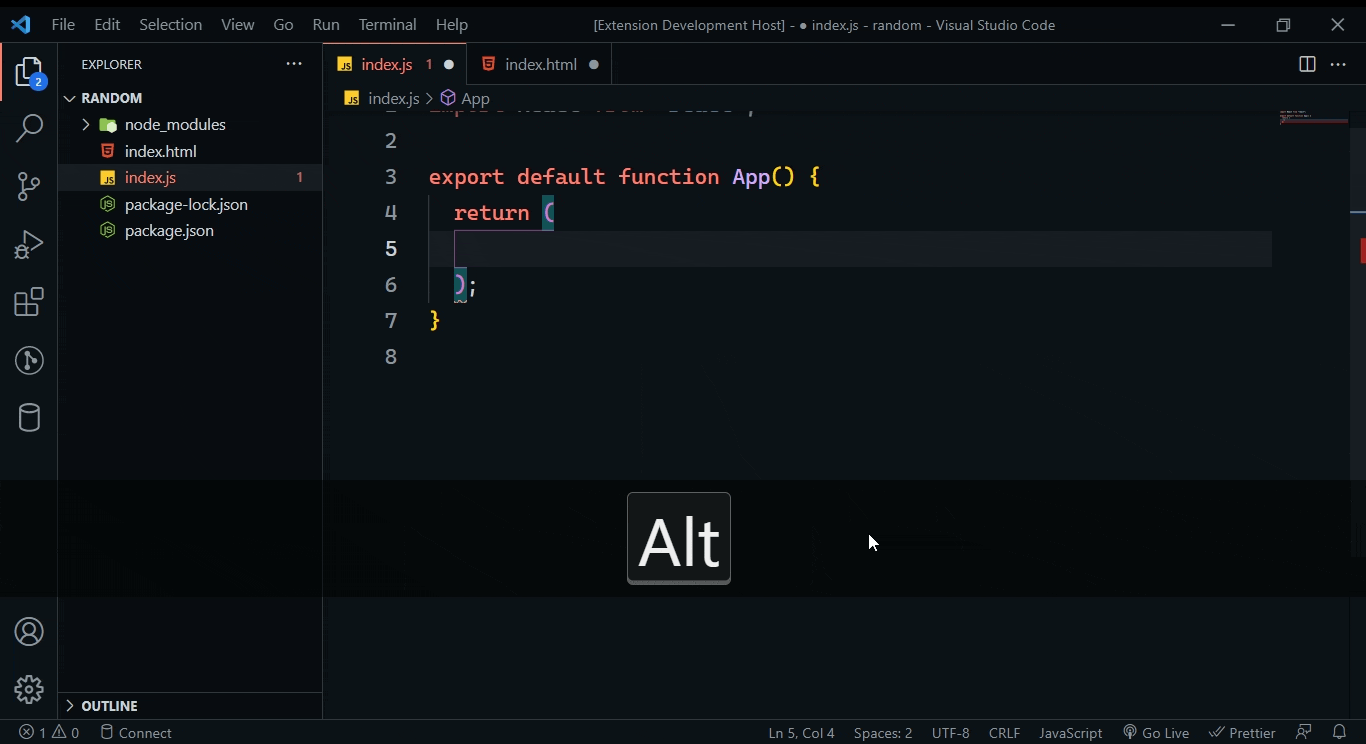 File Edit Selection View Go Run Terminal Help
[Extension Development Host] - ● index.js - random - Visual Studio Code
2
EXPLORER
RANDOM
node_modules
index.html
index.js 1
package-lock.json
package.json
OUTLINE
index.js 1
index.html
index.js > App
2
3 export default function App() {
4 return (
5
6 );
7 }
8
Alt
1 0 Connect
Ln 5, Col 4 Spaces: 2 UTF-8 CRLF JavaScript Go Live Prettier